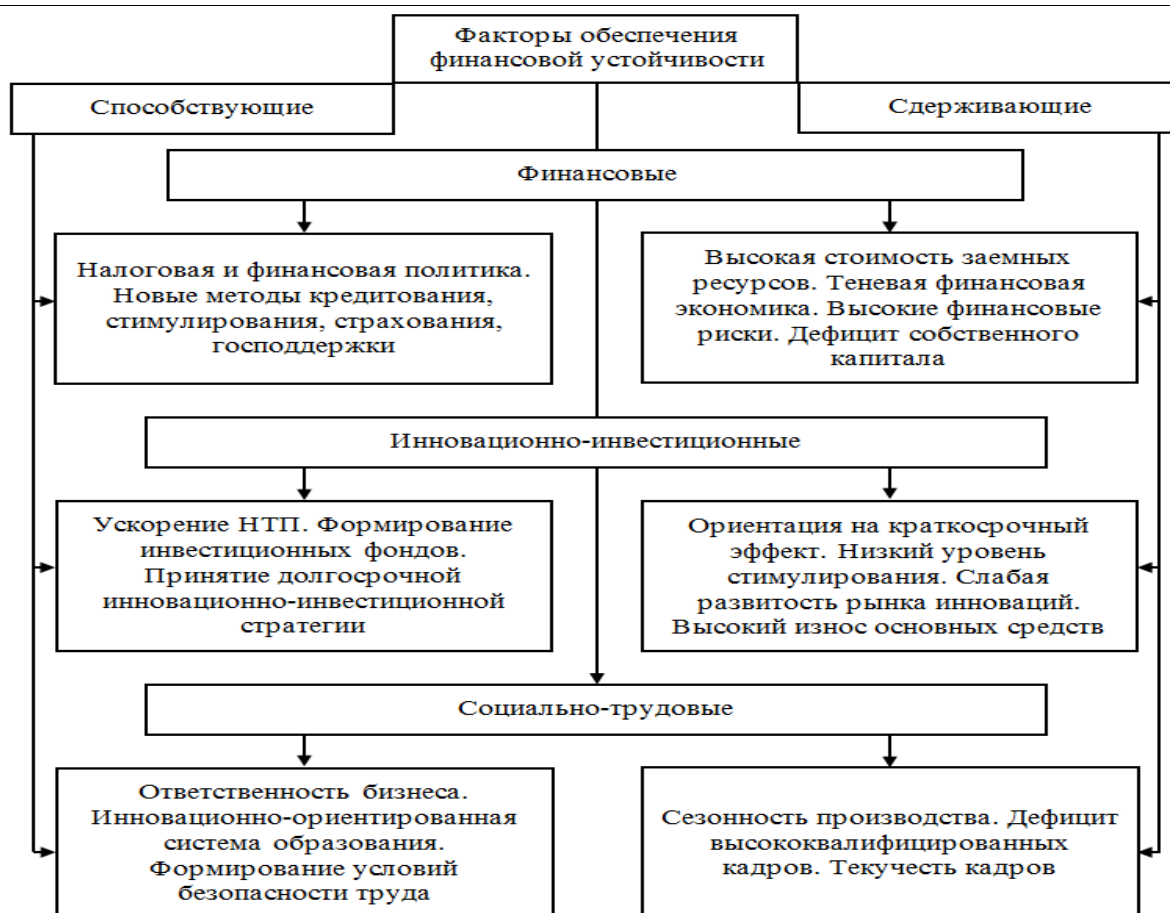 Факторы обеспечения
финансовой устойчивости
Способствующие
Сдерживающие
Финансовые
Налоговая и финансовая политика.
Новые методы кредитования,
стимулирования, страхования,
господдержки
Высокая стоимость заемных
ресурсов. Теневая финансовая
экономика. Высокие финансовые
риски. Дефицит собственного
капитала
Инновационно-инвестиционные
Ускорение НТП. Формирование
инвестиционных фондов.
Принятие долгосрочной
инновационно-инвестиционной
стратегии
Ориентация на краткосрочный
эффект. Низкий уровень
стимулирования. Слабая
развитость рынка инноваций.
Высокий износ основных средств
Социально-трудовые
Ответственность бизнеса.
Инновационно-ориентированная
система образования.
Формирование условий
безопасности труда
Сезонность производства. Дефицит
высококвалифицированных
кадров. Текучесть кадров